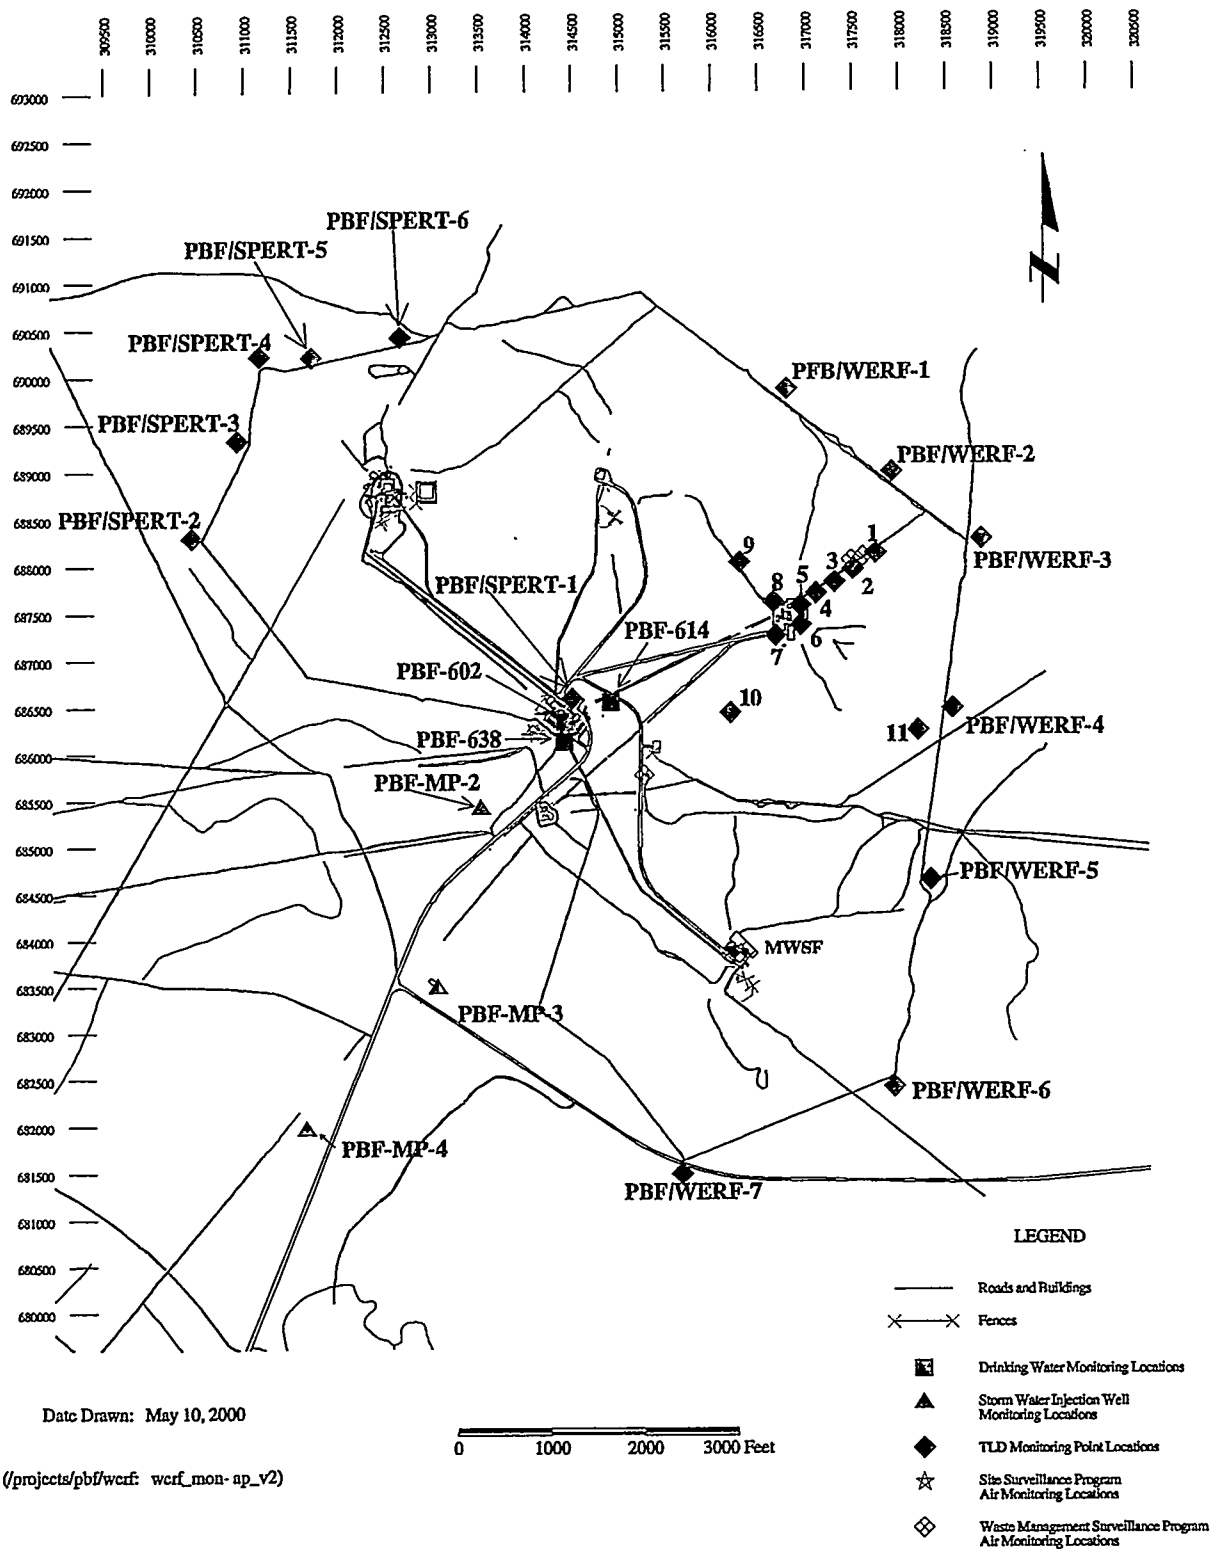 309500
310000
310500
311000
311500
312000
312500
313000
313500
314000
314500
315000
315500
316000
316500
317000
317500
318000
318500
319000
319500
320000
320500
693000
692500
692000
691500
691000
690500
690000
689500
689000
688500
688000
687500
687000
686500
686000
685500
685000
684500
684000
683500
683000
682500
682000
681500
681000
680500
680000
N
PBF/SPERT-6
PBF/SPERT-5
PBF/SPERT-4
PFB/WERF-1
PBF/SPERT-3
PBF/WERF-2
PBF/SPERT-2
1
9
3
PBF/WERF-3
PBF/SPERT-1
8
5
2
4
PBF-614
6
7
PBF-602
10
PBF/WERF-4
11
PBF-638
PBF-MP-2
PBF/WERF-5
MWSF
PBF-MP-3
PBF/WERF-6
PBF-MP-4
PBF/WERF-7
LEGEND
Roads and Buildings
Fences
Drinking Water Monitoring Locations
Storm Water Injection Well
Monitoring Locations
TLD Monitoring Point Locations
Site Surveillance Program
Air Monitoring Locations
Waste Management Surveillance Program
Air Monitoring Locations
Date Drawn: May 10, 2000
0 1000 2000 3000 Feet
(/projects/pbf/werf: werf_mon-ap_v2)